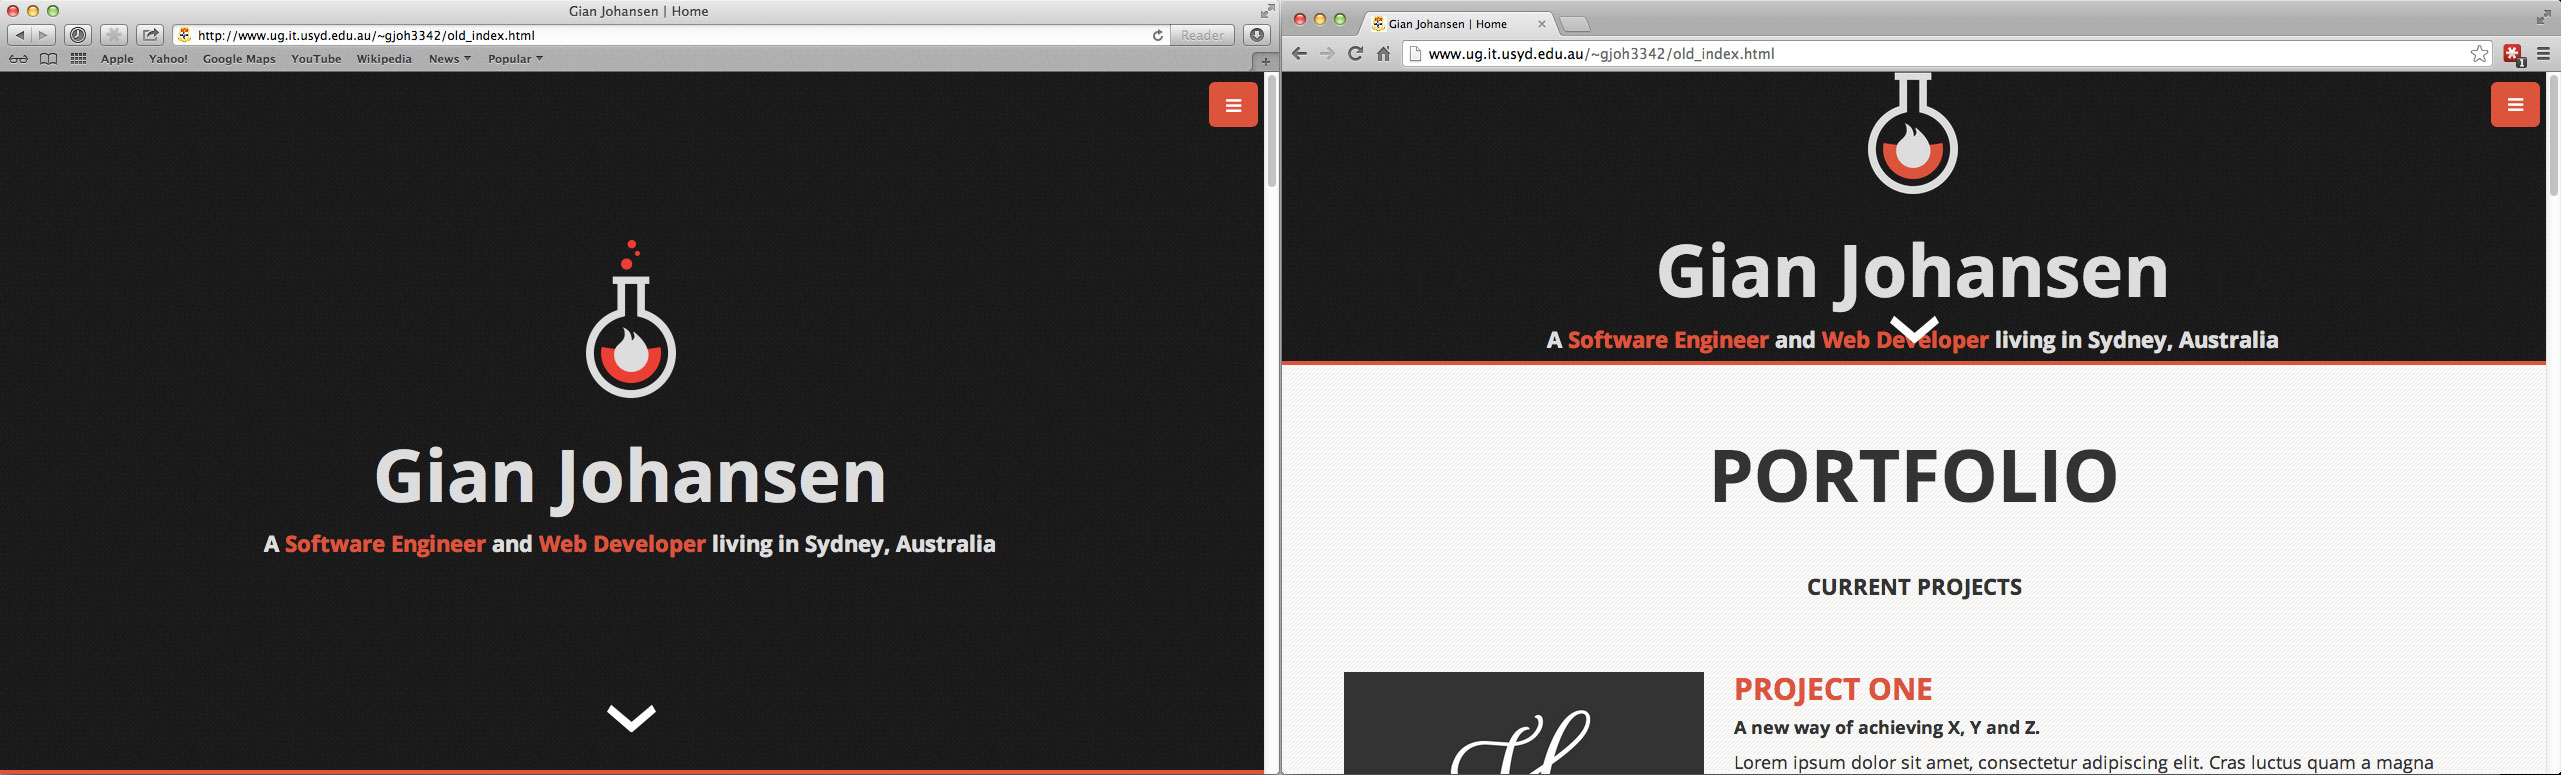 Gian Johansen | Home
http://www.ug.it.usyd.edu.au/~gjoh3342/old_index.html
Reader
Apple Yahoo! Google Maps YouTube Wikipedia News Popular
Gian Johansen
A Software Engineer and Web Developer living in Sydney, Australia
Gian Johansen | Home
www.ug.it.usyd.edu.au/~gjoh3342/old_index.html
1
Gian Johansen
A Software Engineer and Web Developer living in Sydney, Australia
PORTFOLIO
CURRENT PROJECTS
PROJECT ONE
A new way of achieving X, Y and Z.
Lorem ipsum dolor sit amet, consectetur adipiscing elit. Cras luctus quam a magna